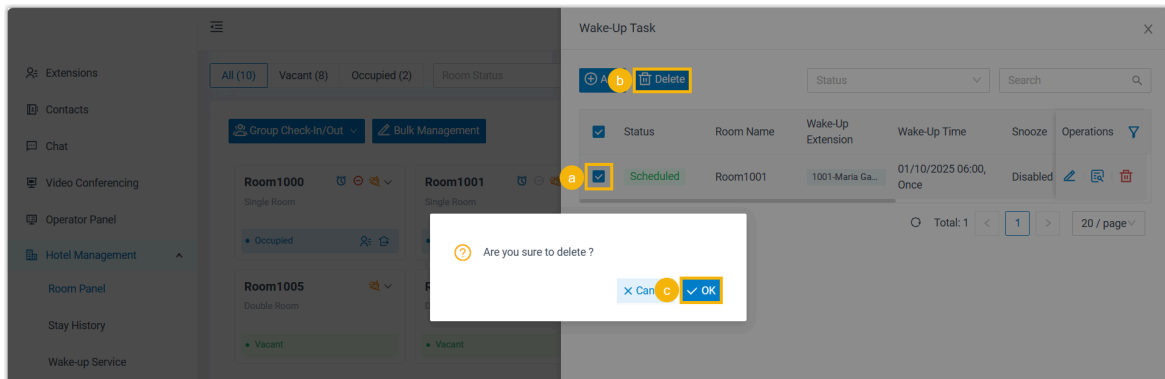 Wake-Up Task
Extensions
Contacts
Chat
Video Conferencing
Operator Panel
Hotel Management
Room Panel
Stay History
Wake-up Service
All (10) Vacant (8) Occupied (2) Room Status
Group Check-In/Out Bulk Management
Room1000
Single Room
Occupied
Room1001
Single Room
Room1005
Double Room
Vacant
Vacant
A b Delete Status Search
Status Room Name Wake-Up Extension Wake-Up Time Snooze Operations
a Scheduled Room1001 1001-Maria Ga... 01/10/2025 06:00, Once Disabled
Total: 1 < 1 > 20 / page
Are you sure to delete ?
Can c OK